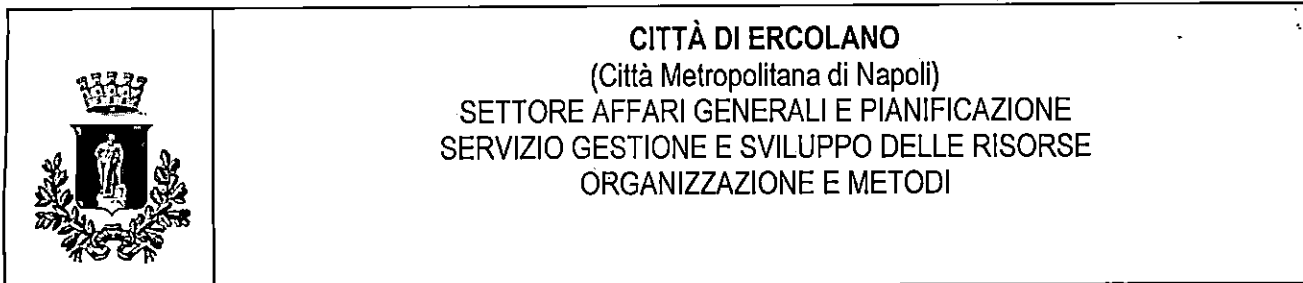 CITTÀ DI ERCOLANO
(Città Metropolitana di Napoli)
SETTORE AFFARI GENERALI E PIANIFICAZIONE
SERVIZIO GESTIONE E SVILUPPO DELLE RISORSE
ORGANIZZAZIONE E METODI